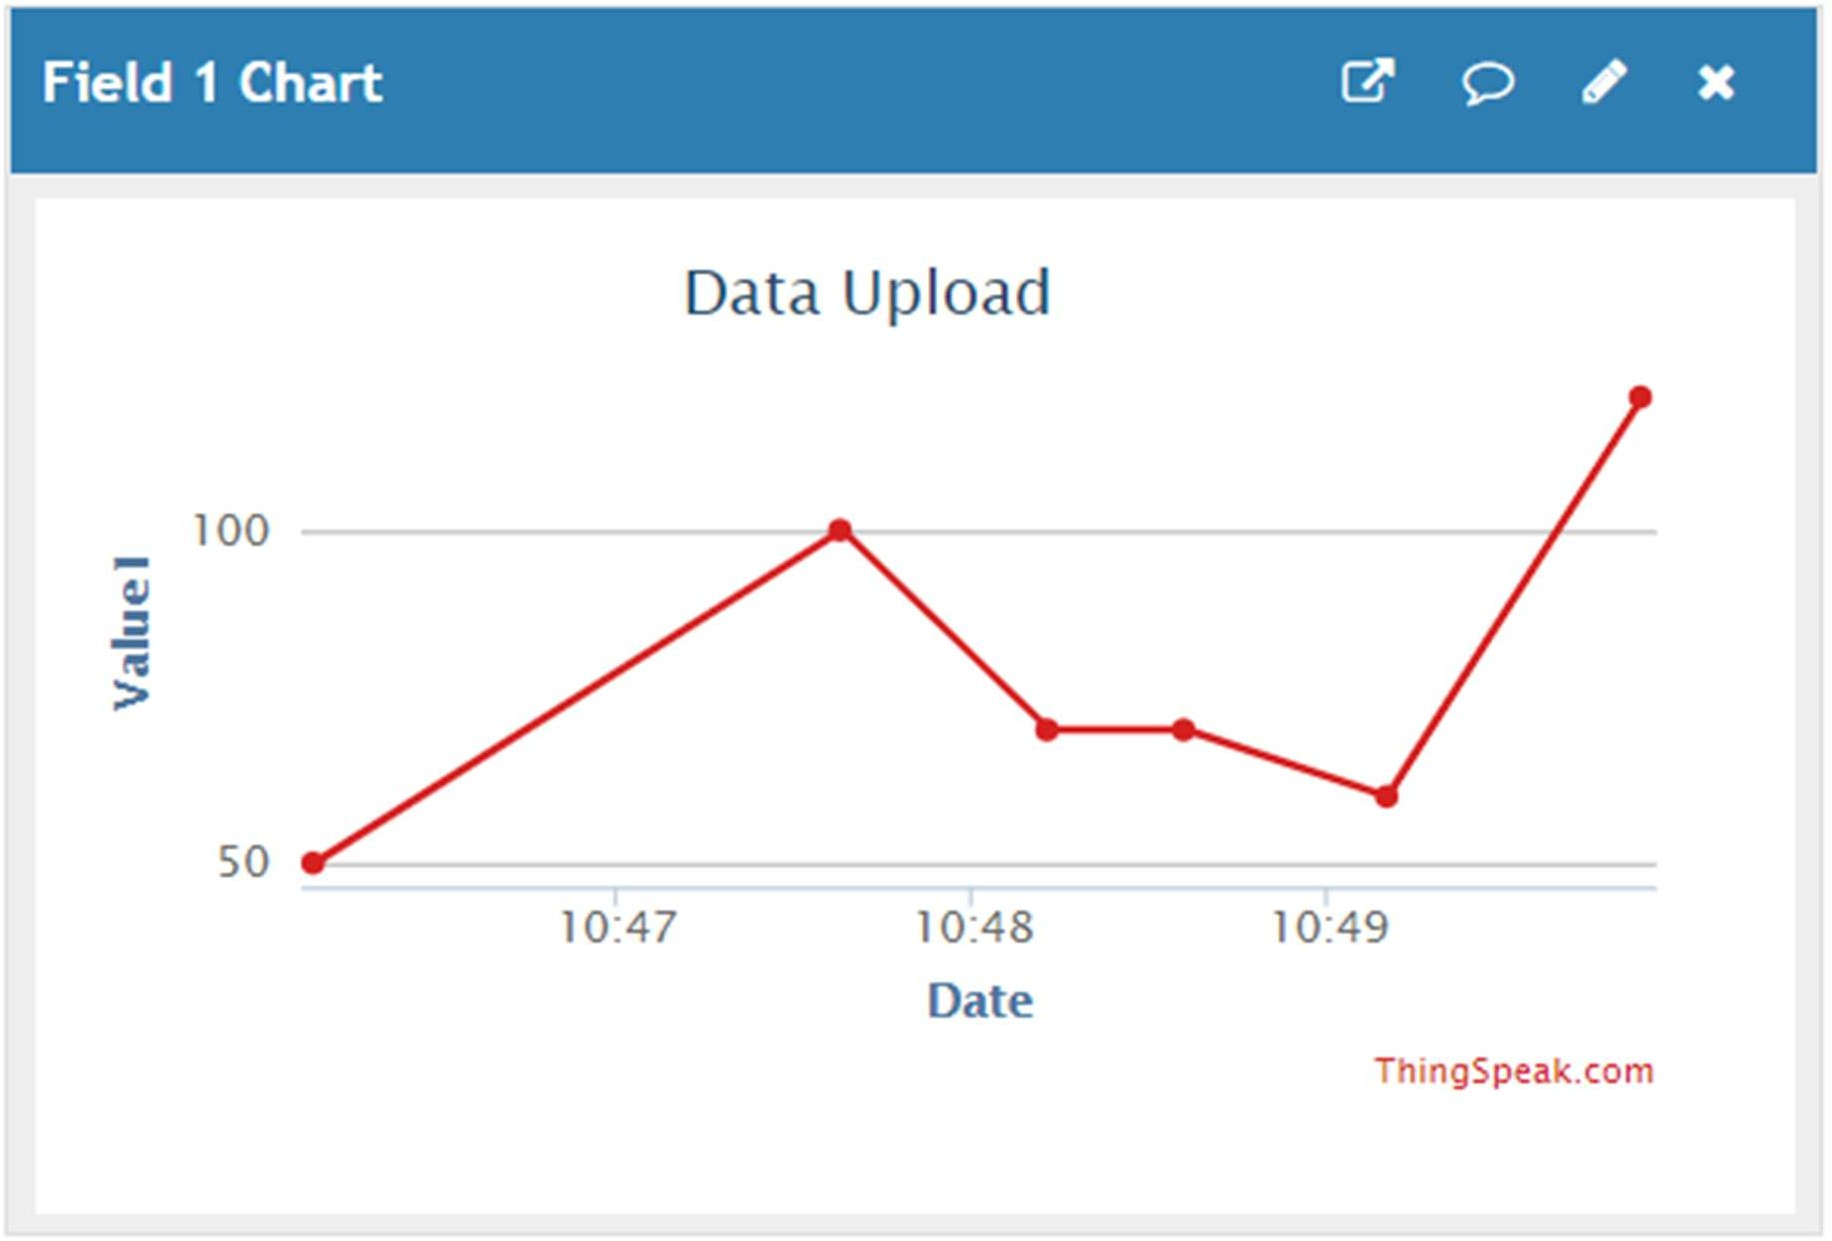 Field 1 Chart
Data Upload
100
Value1
50
10:47 10:48 10:49
Date
ThingSpeak.com